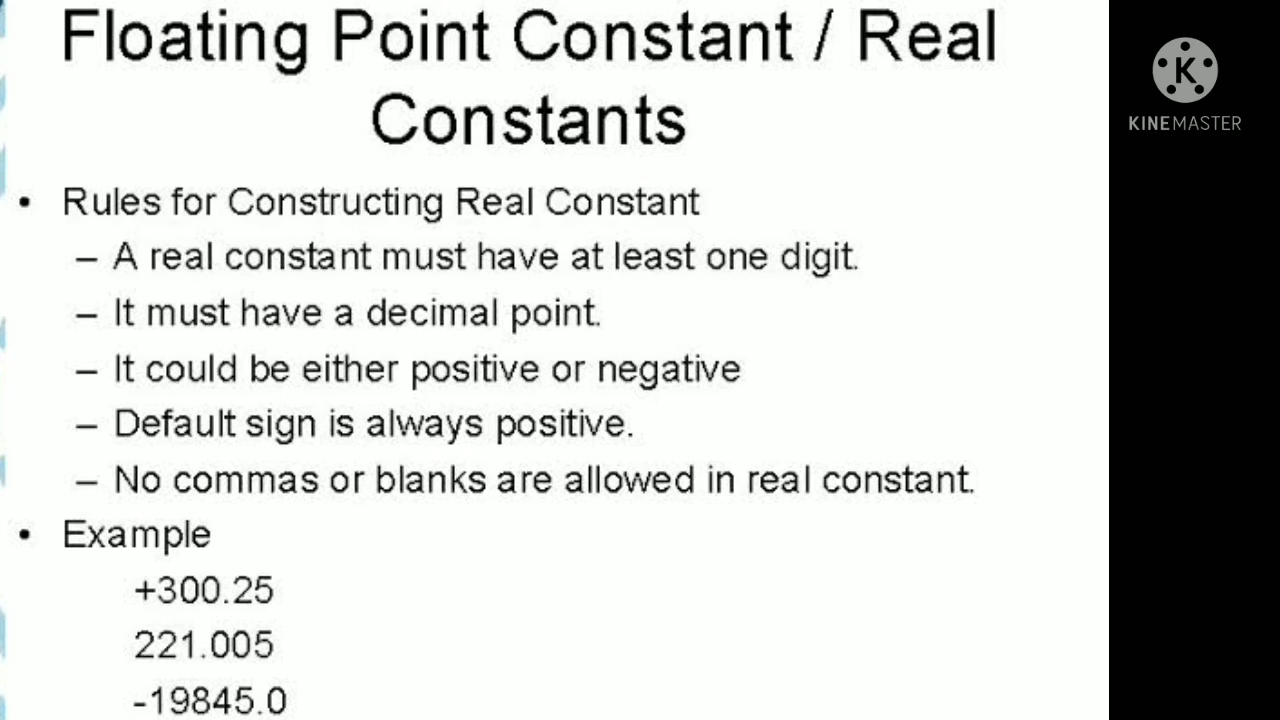 Floating Point Constant / Real
Constants
• Rules for Constructing Real Constant
– A real constant must have at least one digit.
– It must have a decimal point.
– It could be either positive or negative
– Default sign is always positive.
– No commas or blanks are allowed in real constant.
• Example
+300.25
221.005
-19845.0
K
KINEMASTER